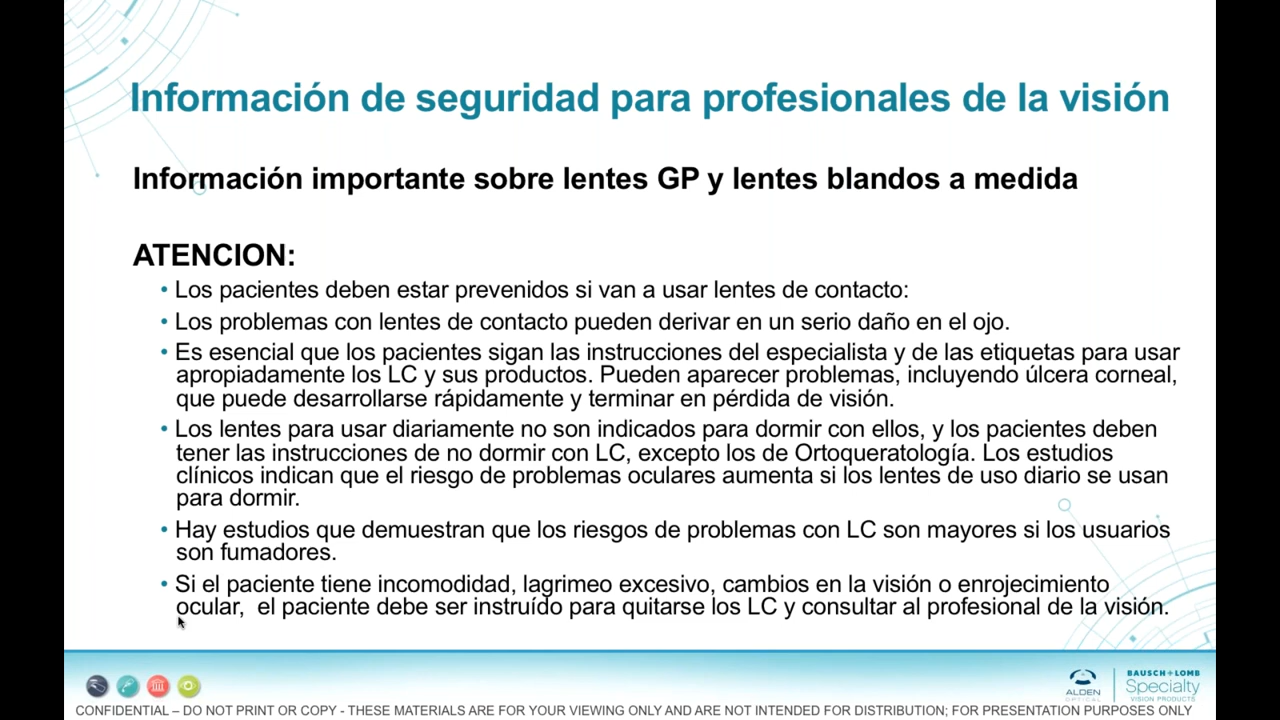 Información de seguridad para profesionales de la visión
Información importante sobre lentes GP y lentes blandos a medida
ATENCION:
• Los pacientes deben estar prevenidos si van a usar lentes de contacto:
• Los problemas con lentes de contacto pueden derivar en un serio daño en el ojo.
• Es esencial que los pacientes sigan las instrucciones del especialista y de las etiquetas para usar
apropiadamente los LC y sus productos. Pueden aparecer problemas, incluyendo úlcera corneal,
que puede desarrollarse rápidamente y terminar en pérdida de visión.
• Los lentes para usar diariamente no son indicados para dormir con ellos, y los pacientes deben
tener las instrucciones de no dormir con LC, excepto los de Ortoqueratología. Los estudios
clínicos indican que el riesgo de problemas oculares aumenta si los lentes de uso diario se usan
para dormir.
• Hay estudios que demuestran que los riesgos de problemas con LC son mayores si los usuarios
son fumadores.
• Si el paciente tiene incomodidad, lagrimeo excesivo, cambios en la visión o enrojecimiento
ocular,  el paciente debe ser instruído para quitarse los LC y consultar al profesional de la visión.
ALDEN
OPTICAL
BAUSCH + LOMB
Specialty
VISION PRODUCTS
CONFIDENTIAL – DO NOT PRINT OR COPY - THESE MATERIALS ARE FOR YOUR VIEWING ONLY AND ARE NOT INTENDED FOR DISTRIBUTION; FOR PRESENTATION PURPOSES ONLY